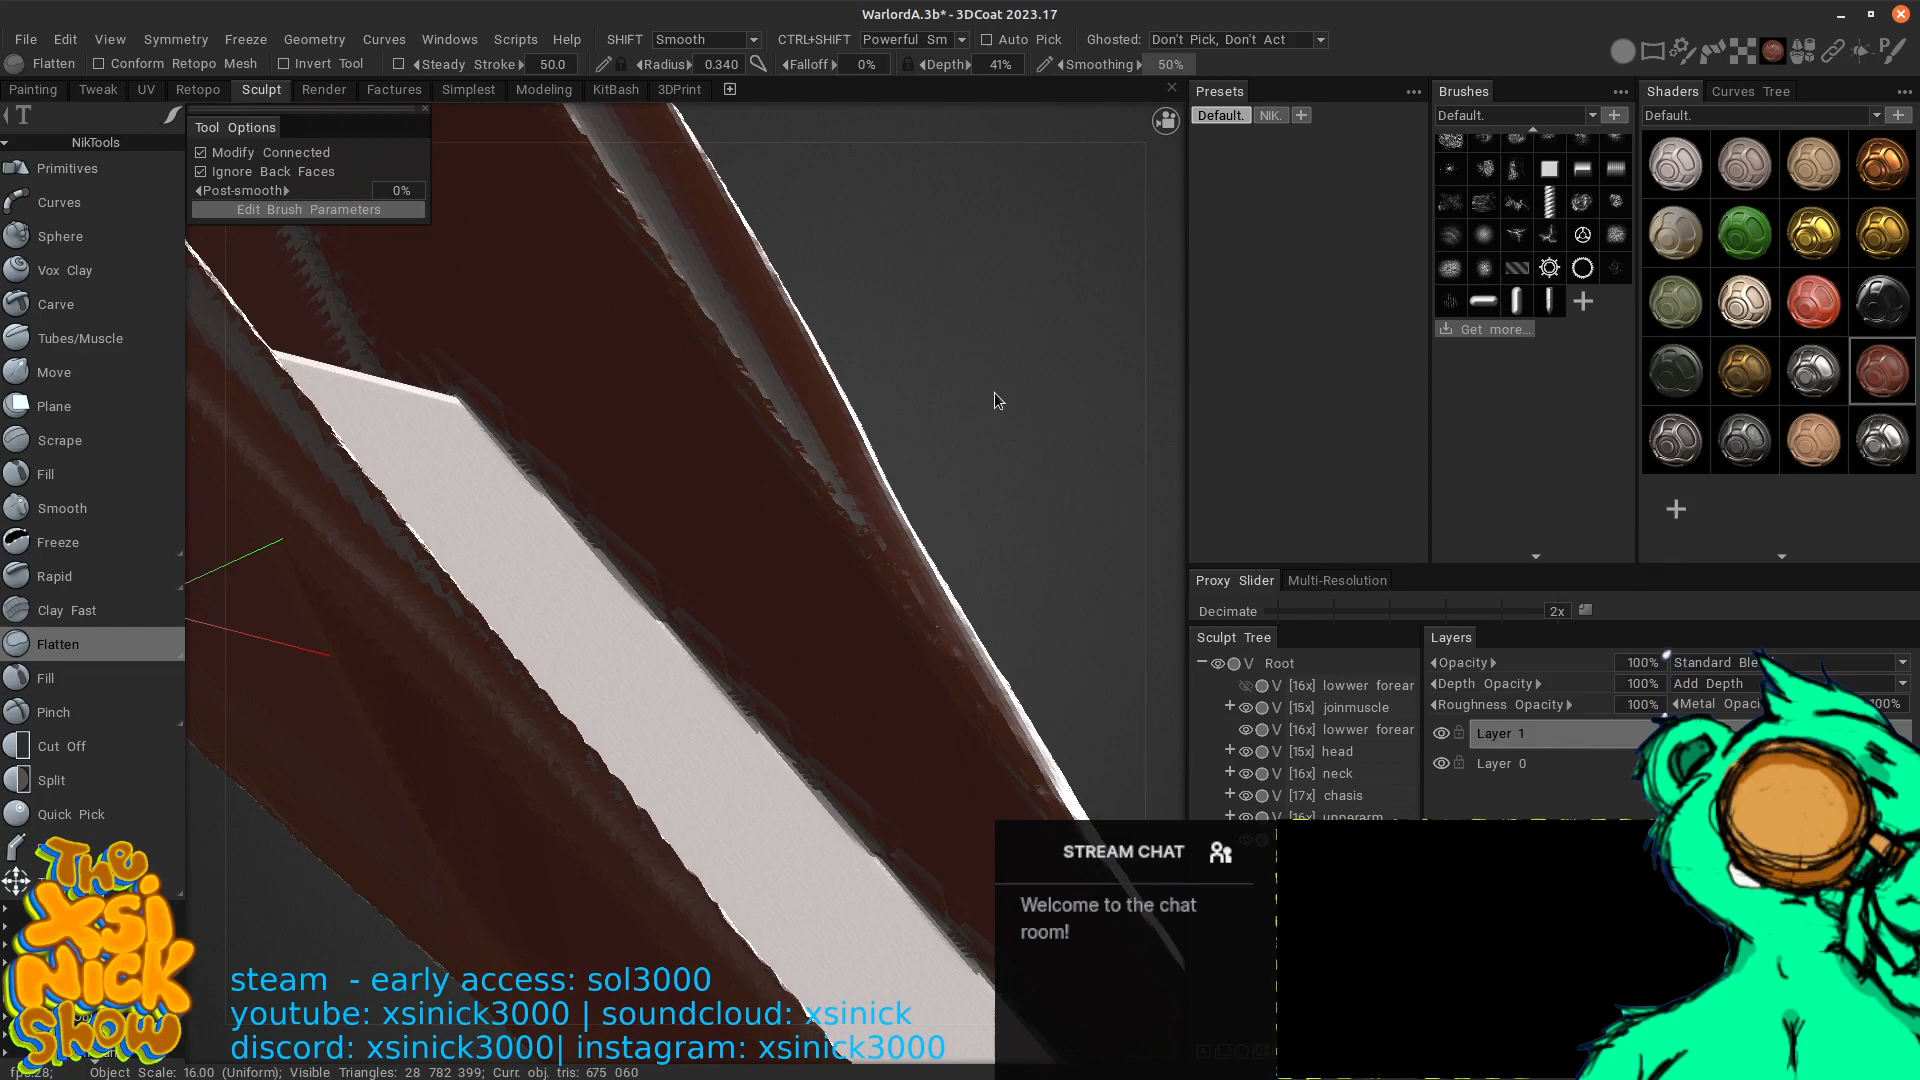 WarlordA.3b* - 3DCoat 2023.17
File Edit View Symmetry Freeze Geometry Curves Windows Scripts Help SHIFT Smooth CTRL+SHIFT Powerful Sm Auto Pick Ghosted: Don't Pick, Don't Act
Flatten Conform Retopo Mesh Invert Tool Steady Stroke 50.0 Radius 0.340 Falloff 0% Depth 41% Smoothing 50%
Painting Tweak UV Retopo Sculpt Render Factures Simplest Modeling KitBash 3DPrint
NikTools
Primitives
Curves
Sphere
Vox Clay
Carve
Tubes/Muscle
Move
Plane
Scrape
Fill
Smooth
Freeze
Rapid
Clay Fast
Flatten
Fill
Pinch
Cut Off
Split
Quick Pick
Tool Options
Modify Connected
Ignore Back Faces
Post-smooth 0%
Edit Brush Parameters
Presets
Default. NIK.
Brushes
Default.
Get more...
Shaders Curves Tree
Default.
Proxy Slider Multi-Resolution
Decimate 2x
Sculpt Tree
Root
V [16x] lowwer forear
V [15x] joinmuscle
V [16x] lowwer forear
V [15x] head
V [16x] neck
V [17x] chasis
V [16x] upperarm
Layers
Opacity 100% Standard Ble
Depth Opacity 100% Add Depth
Roughness Opacity 100% Metal Opaci 100%
Layer 1
Layer 0
STREAM CHAT
Welcome to the chat
room!
The
xsi
Nick
Show
steam - early access: sol3000
youtube: xsinick3000 | soundcloud: xsinick
discord: xsinick3000| instagram: xsinick3000
fps:28; Object Scale: 16.00 (Uniform); Visible Triangles: 28 782 399; Curr. obj. tris: 675 060